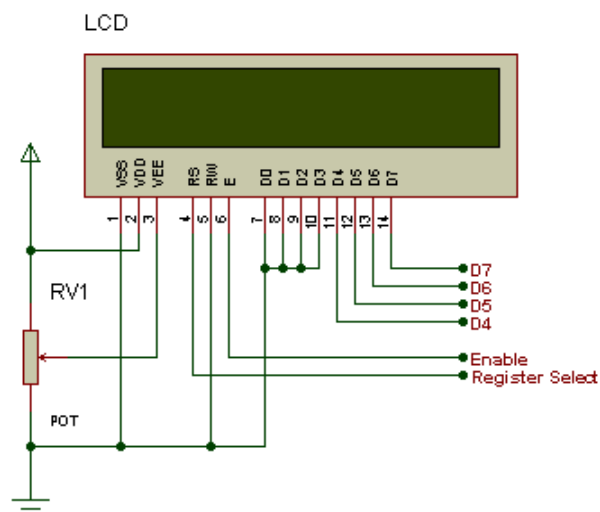 LCD
VSS VDD VEE RS RW E D0 D1 D2 D3 D4 D5 D6 D7
1 2 3 4 5 6 7 8 9 10 11 12 13 14
D7
D6
RV1
D5
D4
Enable
Register Select
POT